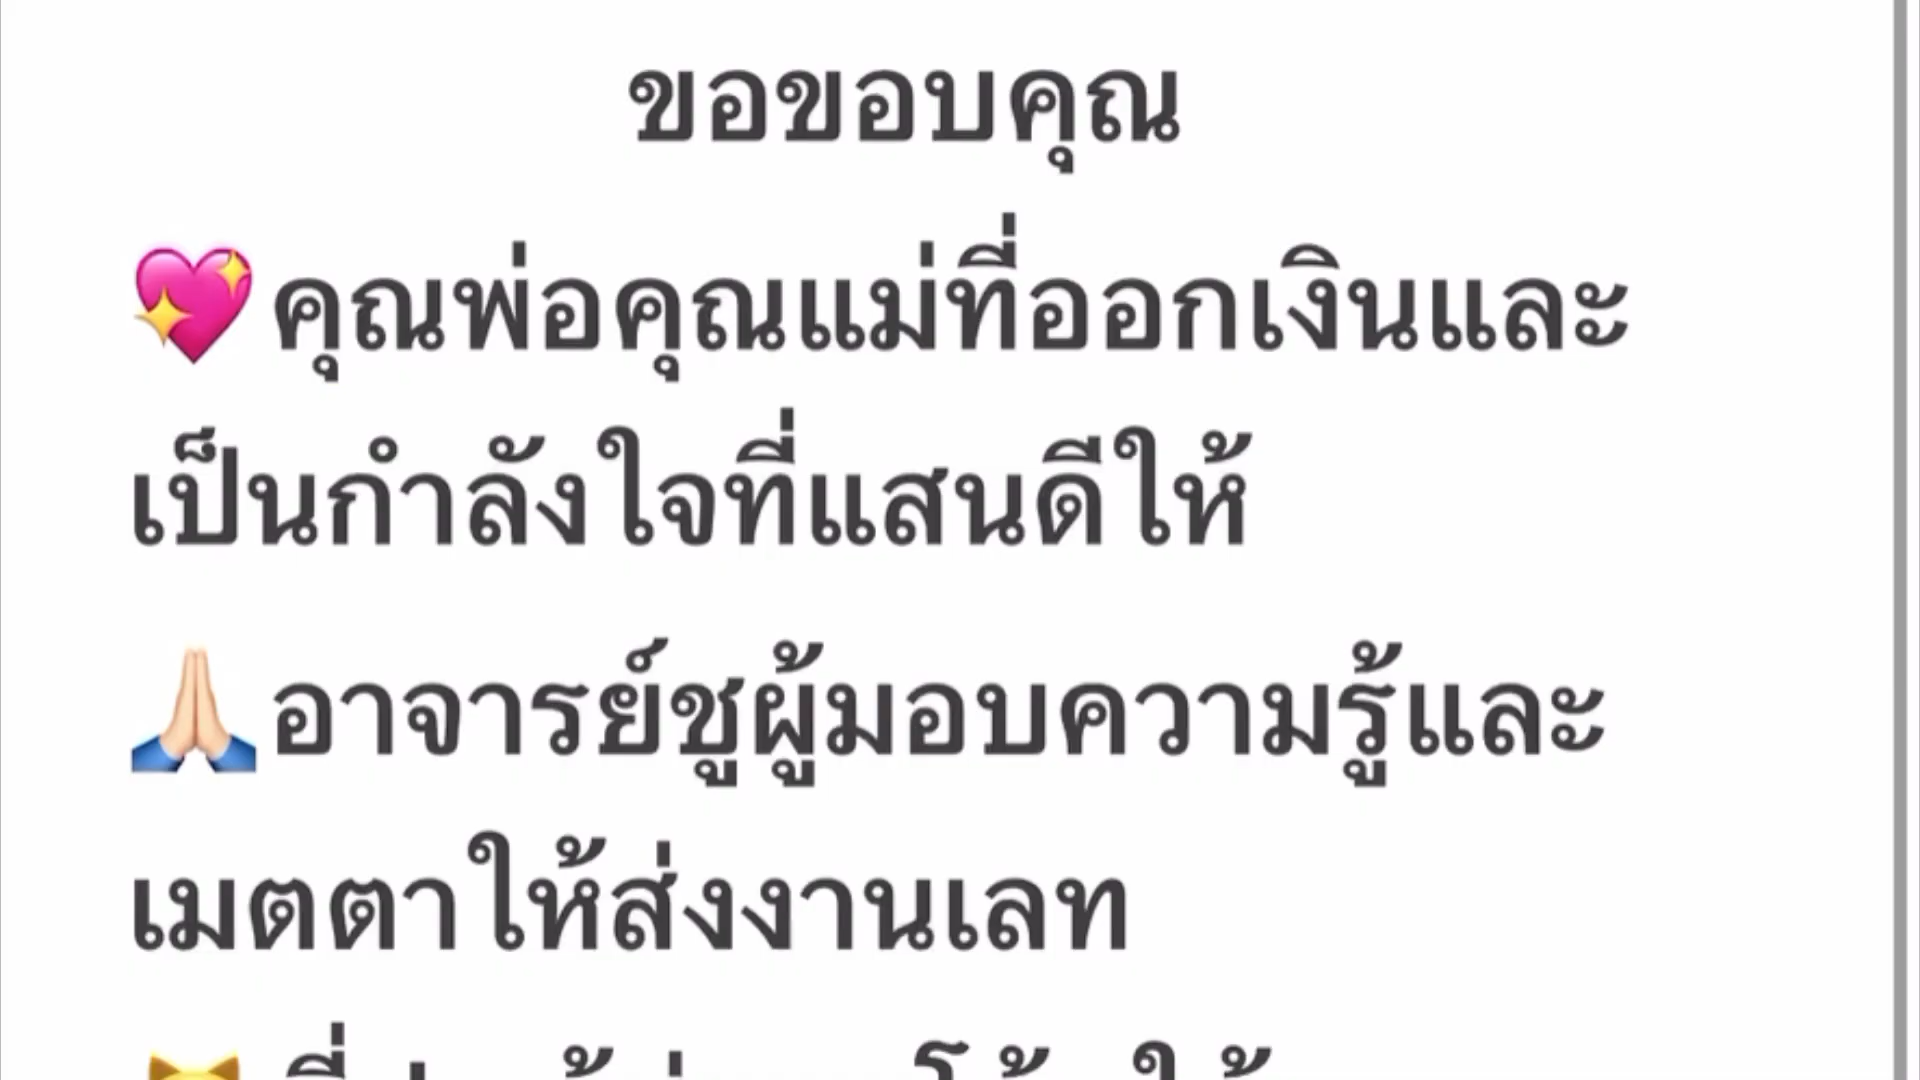 ขอขอบคุณ
💖คุณพ่อคุณแม่ที่ออกเงินและ
เป็นกำลังใจที่แสนดีให้
🙏🏻อาจารย์ชูผู้มอบความรู้และ
เมตตาให้ส่งงานเลท